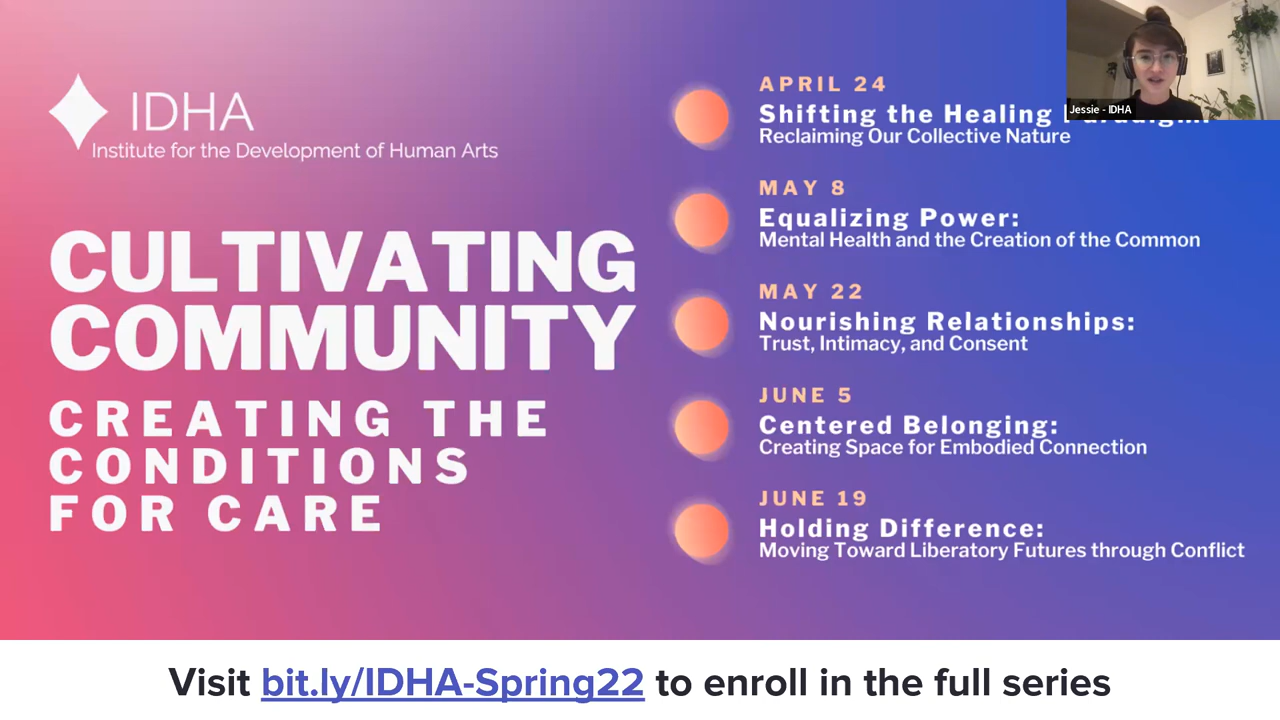 IDHA
Institute for the Development of Human Arts
CULTIVATING
COMMUNITY
CREATING THE
CONDITIONS
FOR CARE
APRIL 24
Shifting the Healing
Reclaiming Our Collective Nature
MAY 8
Equalizing Power:
Mental Health and the Creation of the Common
MAY 22
Nourishing Relationships:
Trust, Intimacy, and Consent
JUNE 5
Centered Belonging:
Creating Space for Embodied Connection
JUNE 19
Holding Difference:
Moving Toward Liberatory Futures through Conflict
Jessie - IDHA
Visit bit.ly/IDHA-Spring22 to enroll in the full series